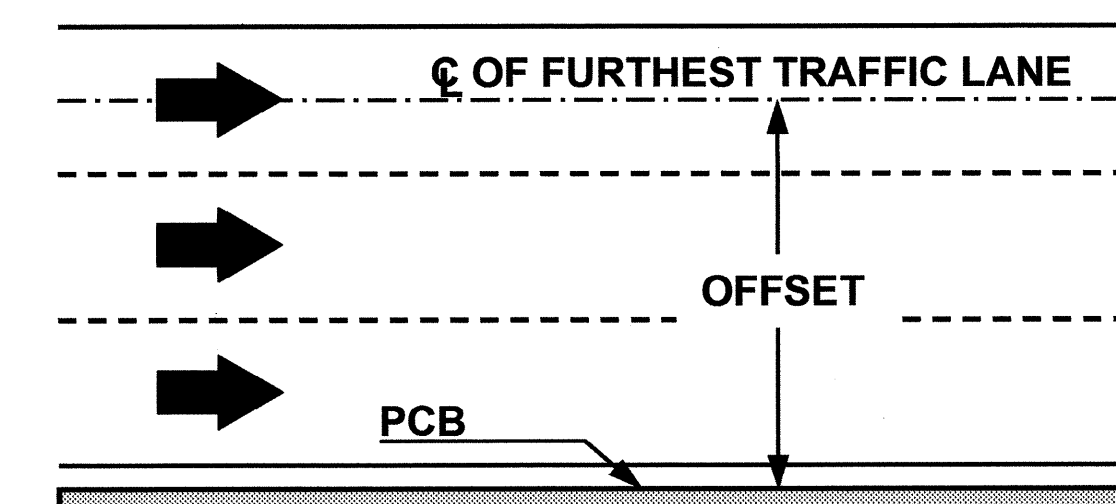 ℄ OF FURTHEST TRAFFIC LANE
OFFSET
PCB